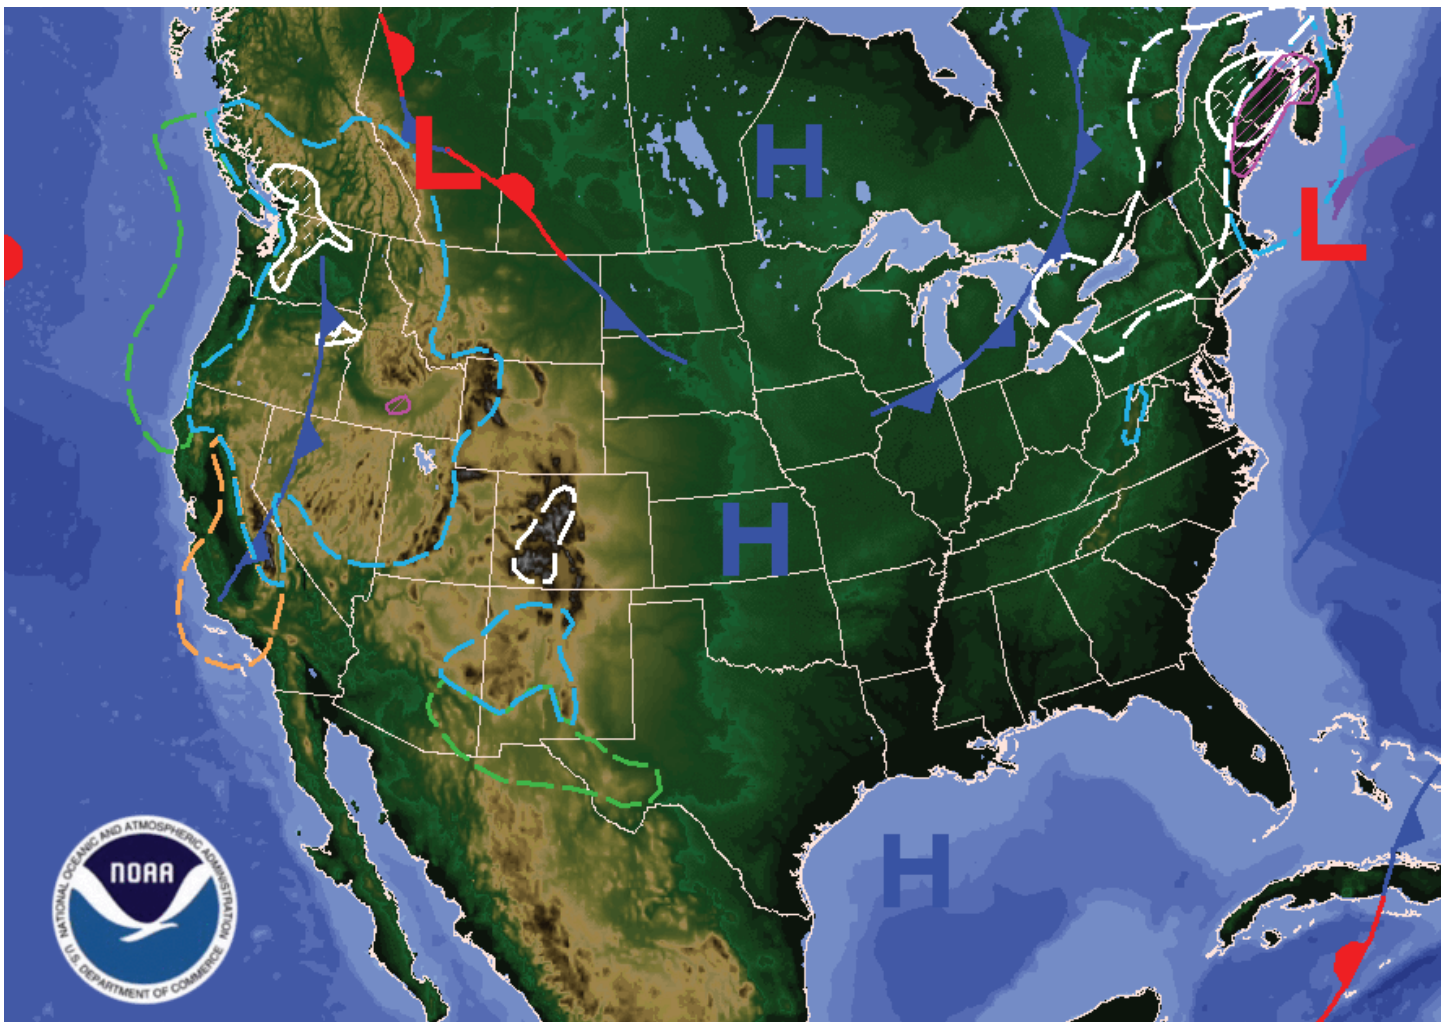 L
H
L
H
H
NATIONAL OCEANIC AND ATMOSPHERIC ADMINISTRATION
NOAA
U.S. DEPARTMENT OF COMMERCE